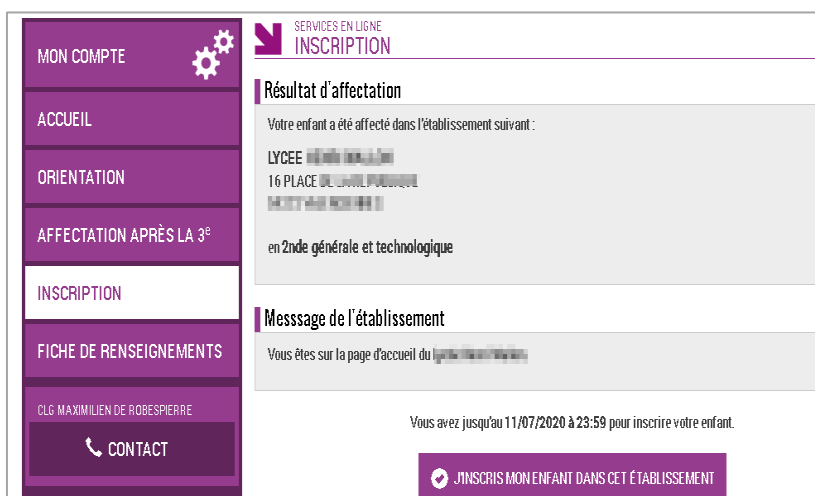 MON COMPTE
ACCUEIL
ORIENTATION
AFFECTATION APRÈS LA 3e
INSCRIPTION
FICHE DE RENSEIGNEMENTS
CLG MAXIMILIEN DE ROBESPIERRE
CONTACT
SERVICES EN LIGNE
INSCRIPTION
Résultat d'affectation
Votre enfant a été affecté dans l'établissement suivant :
LYCEE
16 PLACE
en 2nde générale et technologique
Messsage de l'établissement
Vous êtes sur la page d'accueil du
Vous avez jusqu'au 11/07/2020 à 23:59 pour inscrire votre enfant.
J'INSCRIS MON ENFANT DANS CET ÉTABLISSEMENT